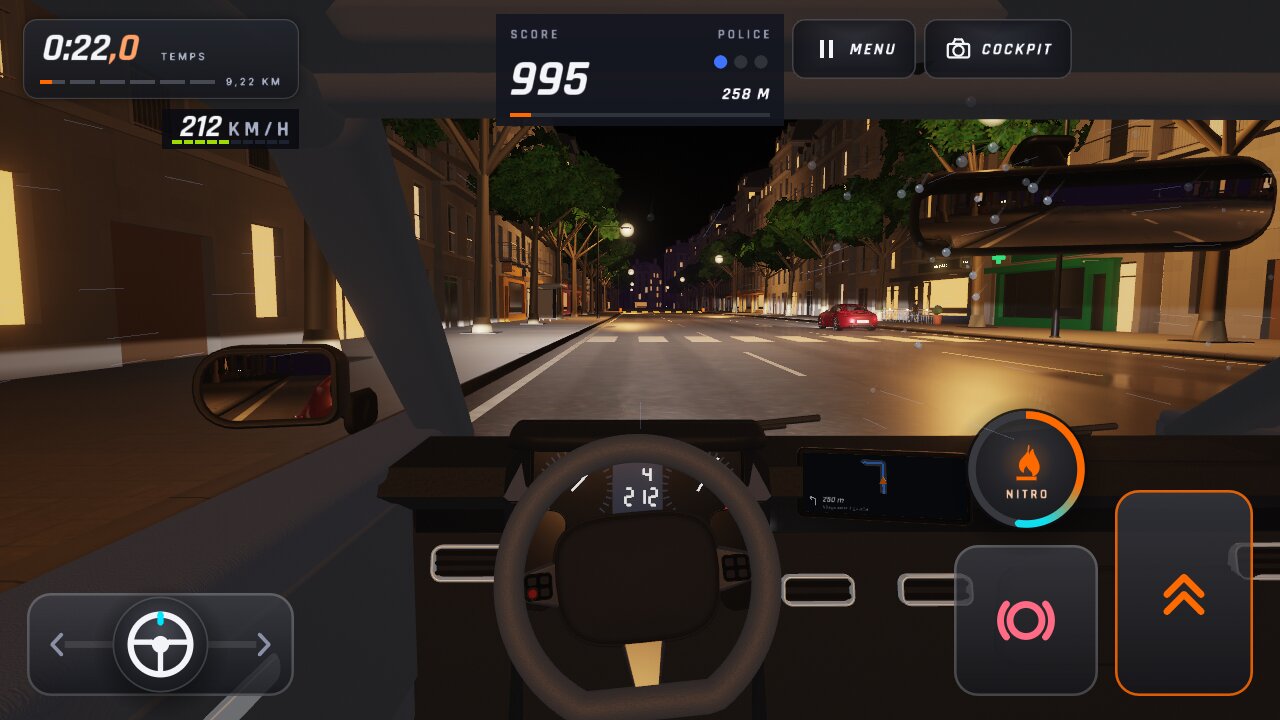 0:22,0 TEMPS
9,22 KM
212 KM/H
SCORE
995
POLICE
258 M
MENU
COCKPIT
4
212
250 m
NITRO